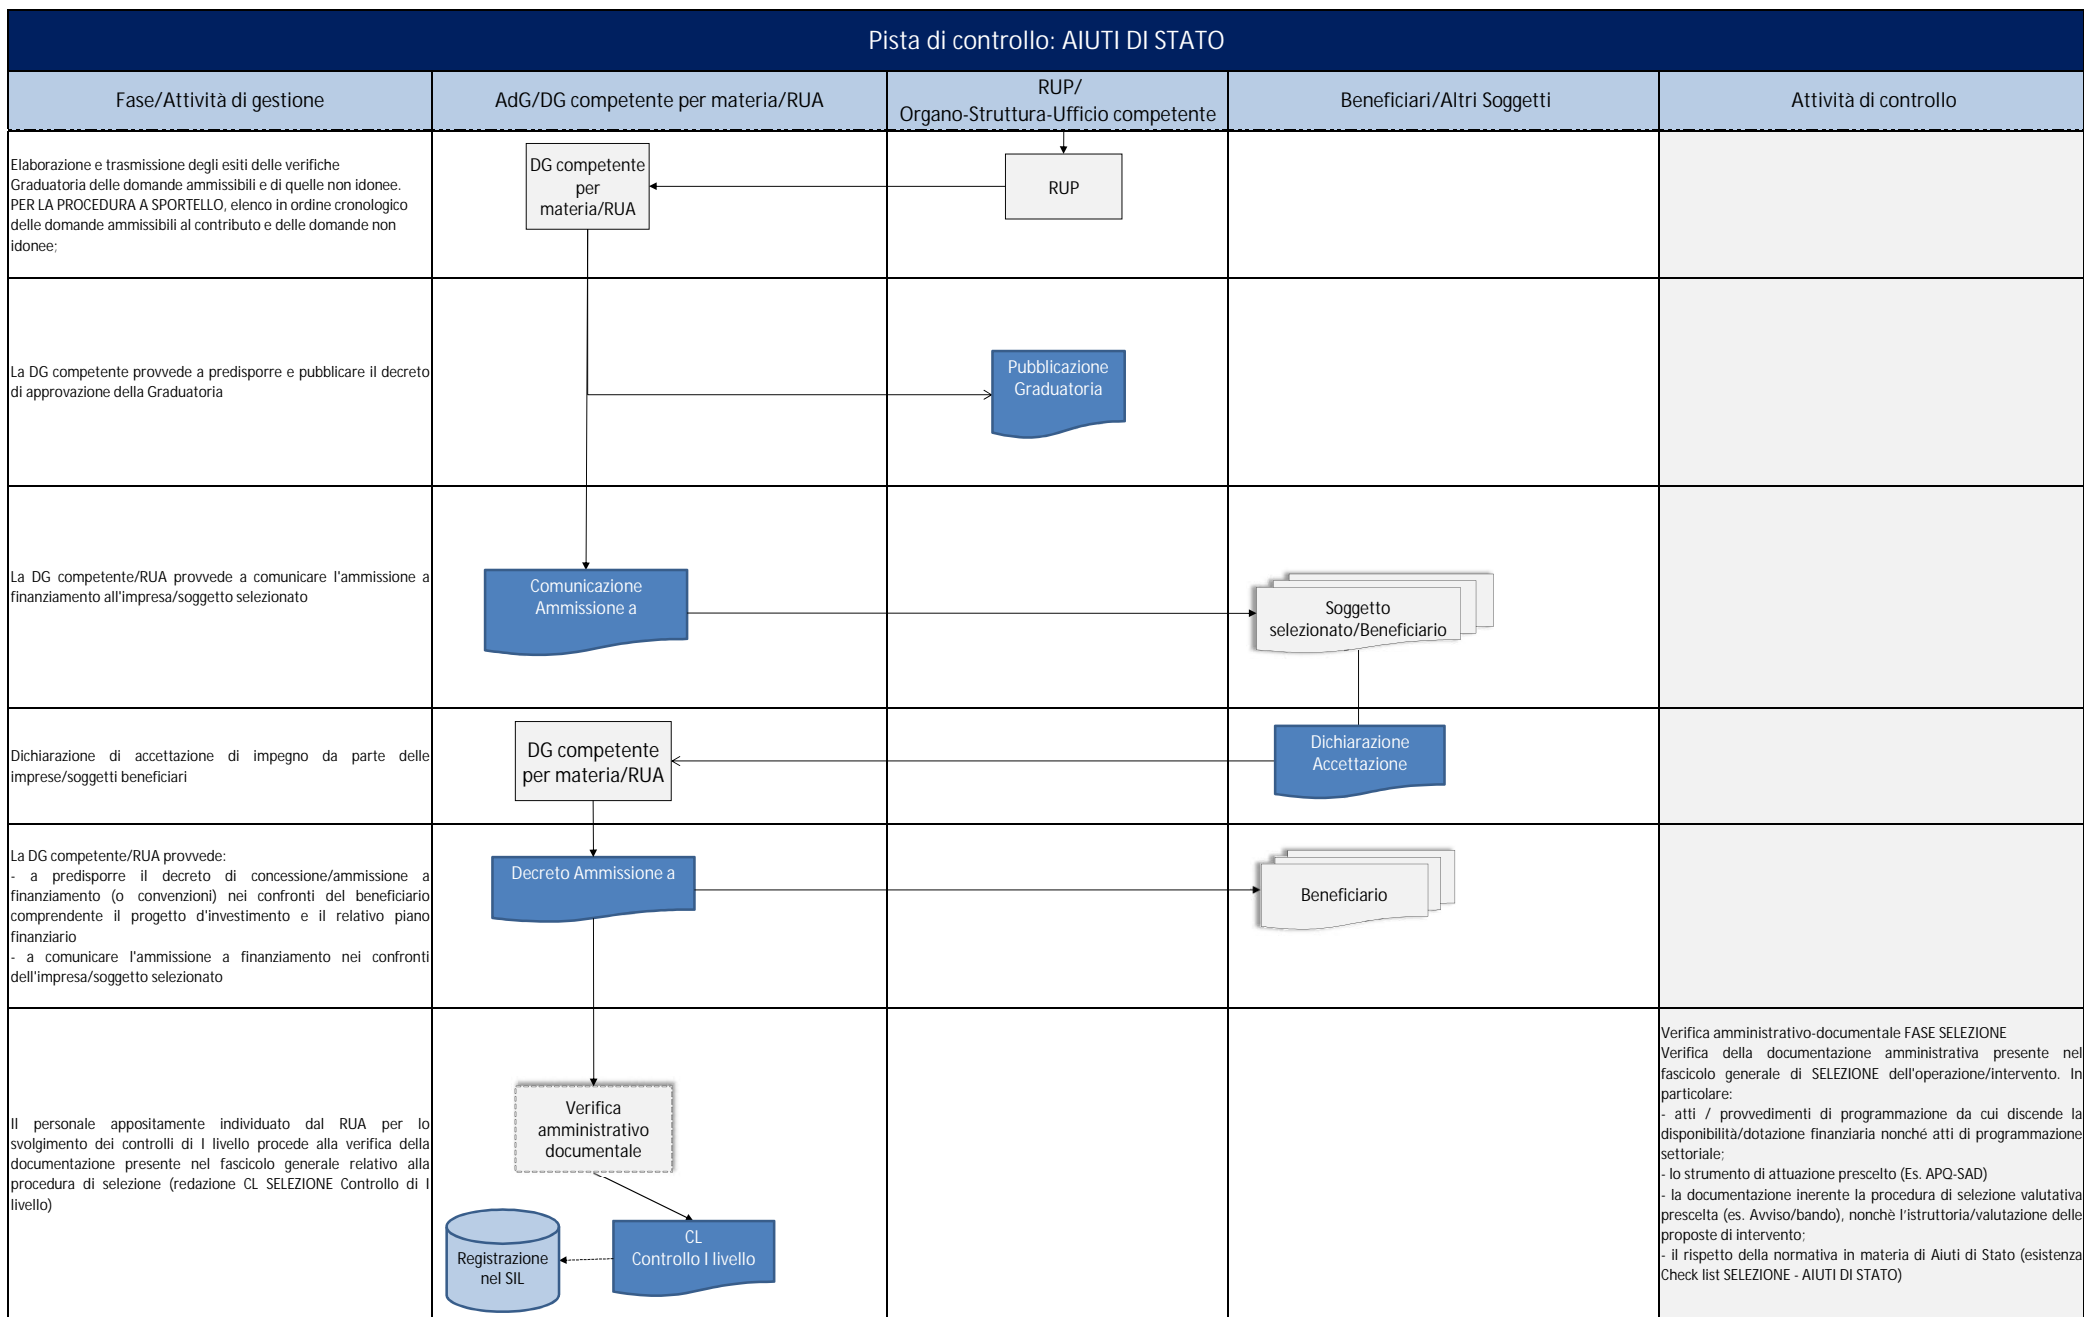 Pista di controllo: AIUTI DI STATO
Fase/Attività di gestione
AdG/DG competente per materia/RUA
RUP/
Organo-Struttura-Ufficio competente
Beneficiari/Altri Soggetti
Attività di controllo
Elaborazione e trasmissione degli esiti delle verifiche
Graduatoria delle domande ammissibili e di quelle non idonee.
PER LA PROCEDURA A SPORTELLO, elenco in ordine cronologico
delle domande ammissibili al contributo e delle domande non
idonee;
DG competente
per
materia/RUA
RUP
La DG competente provvede a predisporre e pubblicare il decreto
di approvazione della Graduatoria
Pubblicazione
Graduatoria
La DG competente/RUA provvede a comunicare l'ammissione a
finanziamento all'impresa/soggetto selezionato
Comunicazione
Ammissione a
Soggetto
selezionato/Beneficiario
Dichiarazione di accettazione di impegno da parte delle
imprese/soggetti beneficiari
DG competente
per materia/RUA
Dichiarazione
Accettazione
La DG competente/RUA provvede:
- a predisporre il decreto di concessione/ammissione a
finanziamento (o convenzioni) nei confronti del beneficiario
comprendente il progetto d'investimento e il relativo piano
finanziario
- a comunicare l'ammissione a finanziamento nei confronti
dell'impresa/soggetto selezionato
Decreto Ammissione a
Beneficiario
Il personale appositamente individuato dal RUA per lo
svolgimento dei controlli di I livello procede alla verifica della
documentazione presente nel fascicolo generale relativo alla
procedura di selezione (redazione CL SELEZIONE Controllo di I
livello)
Verifica
amministrativo
documentale
CL
Controllo I livello
Registrazione
nel SIL
Verifica amministrativo-documentale FASE SELEZIONE
Verifica della documentazione amministrativa presente nel
fascicolo generale di SELEZIONE dell'operazione/intervento. In
particolare:
- atti / provvedimenti di programmazione da cui discende la
disponibilità/dotazione finanziaria nonché atti di programmazione
settoriale;
- lo strumento di attuazione prescelto (Es. APQ-SAD)
- la documentazione inerente la procedura di selezione valutativa
prescelta (es. Avviso/bando), nonchè l'istruttoria/valutazione delle
proposte di intervento;
- il rispetto della normativa in materia di Aiuti di Stato (esistenza
Check list SELEZIONE - AIUTI DI STATO)